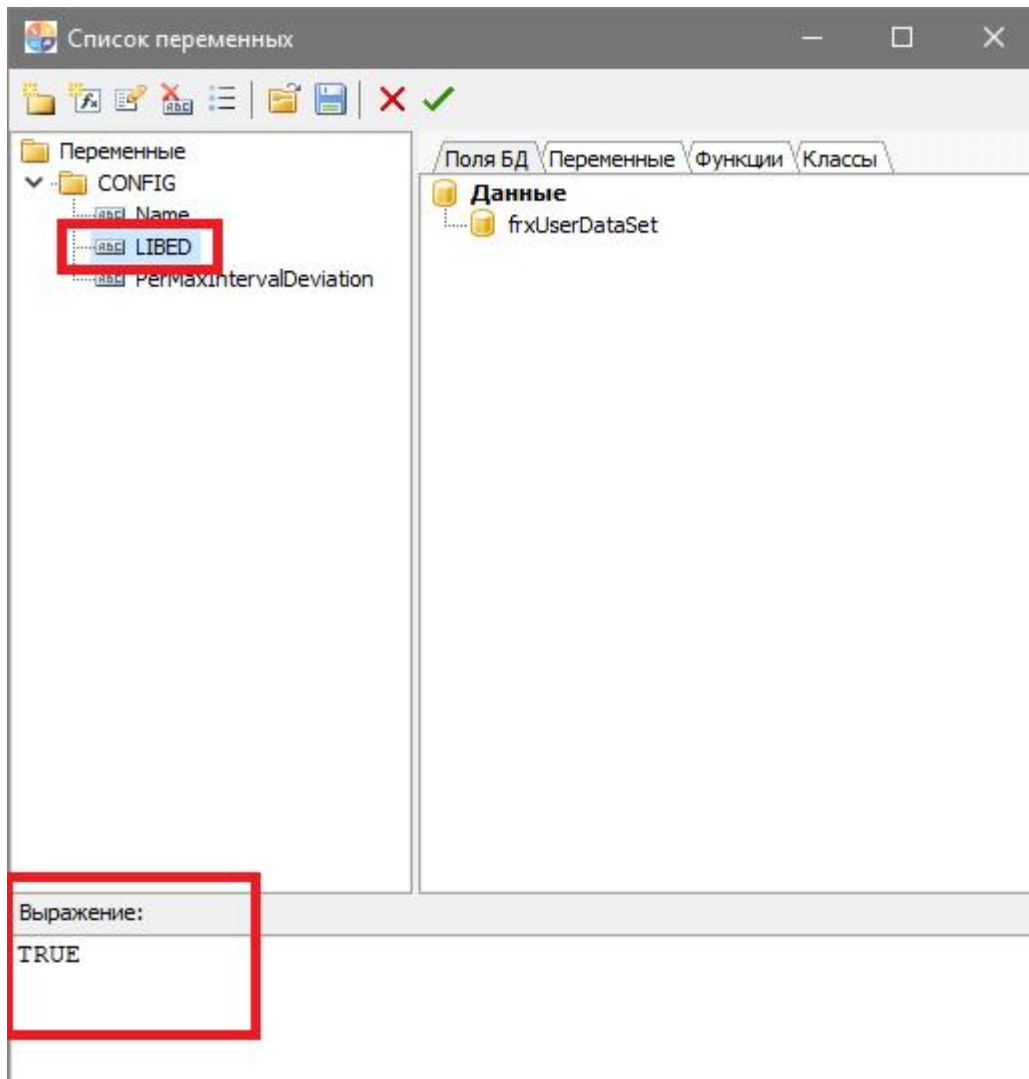 Список переменных
Переменные
CONFIG
Name
LIBED
PerMaxIntervalDeviation
Поля БД Переменные Функции Классы
Данные
frxUserDataSet
Выражение:
TRUE